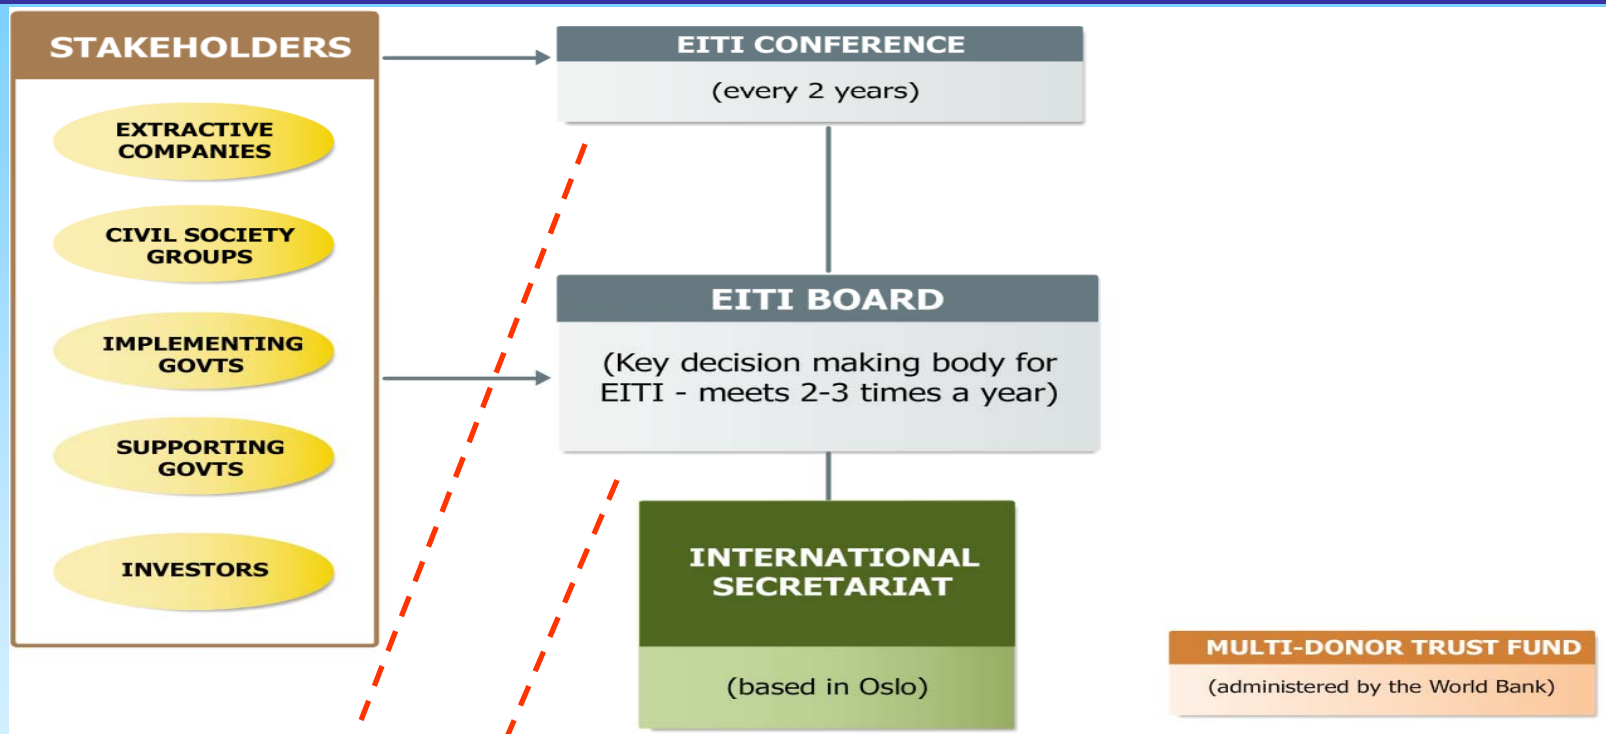 STAKEHOLDERS
EXTRACTIVE
COMPANIES
CIVIL SOCIETY
GROUPS
IMPLEMENTING
GOVTS
SUPPORTING
GOVTS
INVESTORS
EITI CONFERENCE
(every 2 years)
EITI BOARD
(Key decision making body for
EITI - meets 2-3 times a year)
INTERNATIONAL
SECRETARIAT
(based in Oslo)
MULTI-DONOR TRUST FUND
(administered by the World Bank)